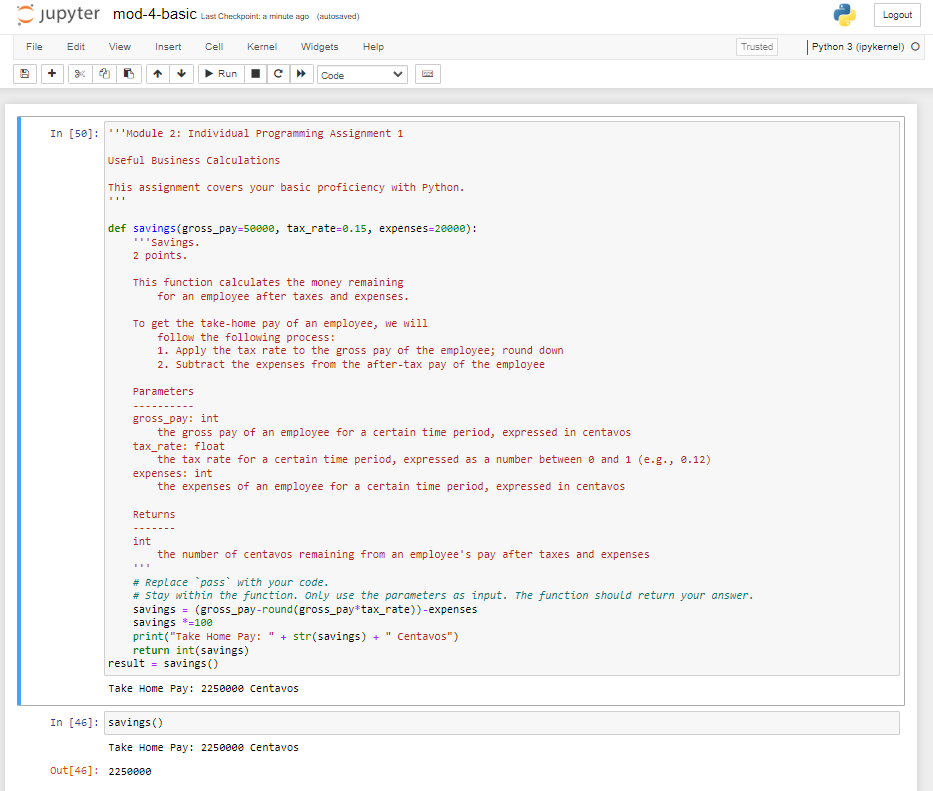 jupyter mod-4-basic Last Checkpoint: a minute ago (autosaved) Logout
File Edit View Insert Cell Kernel Widgets Help Trusted Python 3 (ipykernel)
Run Code
In [50]: '''Module 2: Individual Programming Assignment 1
Useful Business Calculations
This assignment covers your basic proficiency with Python.
'''
def savings(gross_pay=50000, tax_rate=0.15, expenses=20000):
'''Savings.
2 points.
This function calculates the money remaining
for an employee after taxes and expenses.
To get the take-home pay of an employee, we will
follow the following process:
1. Apply the tax rate to the gross pay of the employee; round down
2. Subtract the expenses from the after-tax pay of the employee
Parameters
----------
gross_pay: int
the gross pay of an employee for a certain time period, expressed in centavos
tax_rate: float
the tax rate for a certain time period, expressed as a number between 0 and 1 (e.g., 0.12)
expenses: int
the expenses of an employee for a certain time period, expressed in centavos
Returns
-------
int
the number of centavos remaining from an employee's pay after taxes and expenses
'''
# Replace `pass` with your code.
# Stay within the function. Only use the parameters as input. The function should return your answer.
savings = (gross_pay-round(gross_pay*tax_rate))-expenses
savings *=100
print("Take Home Pay: " + str(savings) + " Centavos")
return int(savings)
result = savings()
Take Home Pay: 2250000 Centavos
In [46]: savings()
Take Home Pay: 2250000 Centavos
Out[46]: 2250000